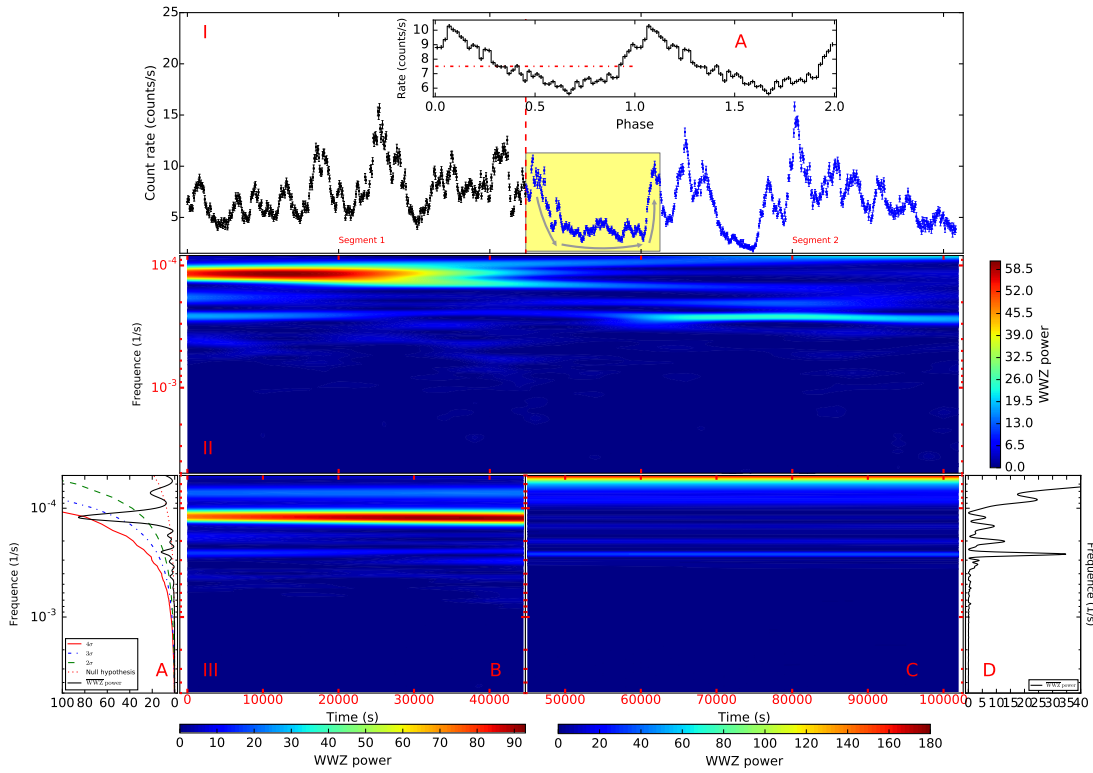 I
A
Rate (counts/s)
10
9
8
7
6
0.0
0.5
1.0
1.5
2.0
Phase
Count rate (counts/s)
25
20
15
10
5
Segment 1
Segment 2
Frequence (1/s)
10⁻⁴
10⁻³
II
58.5
52.0
45.5
39.0
32.5
26.0
19.5
13.0
6.5
0.0
WWZ power
Frequence (1/s)
10⁻⁴
10⁻³
4σ
3σ
2σ
Null hypothesis
WWZ power
A
100 80 60 40 20 0
III
B
C
D
WWZ power
0 5 10 15 20 25 30 35 40
Frequence (1/s)
0 10000 20000 30000 40000
50000 60000 70000 80000 90000 100000
Time (s)
Time (s)
0 10 20 30 40 50 60 70 80 90
WWZ power
0 20 40 60 80 100 120 140 160 180
WWZ power